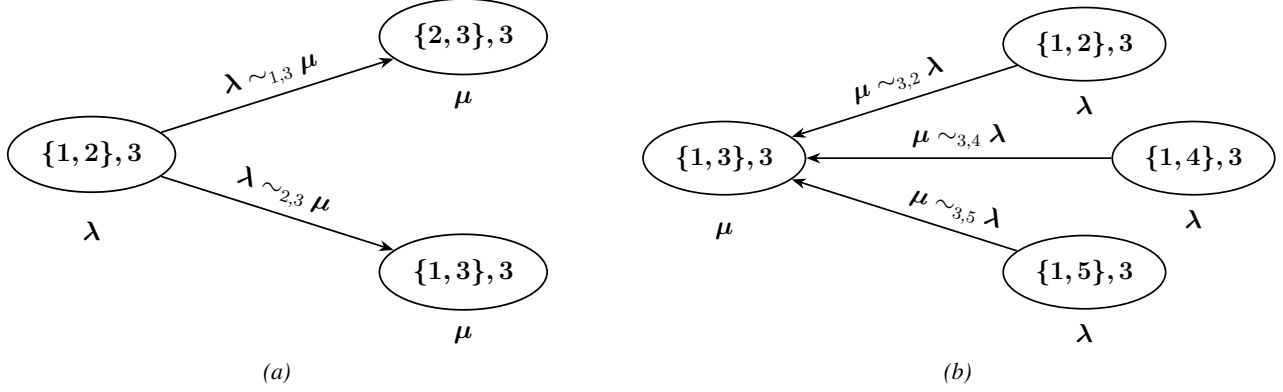 {2, 3}, 3
μ
λ ∼1,3 μ
{1, 2}, 3
λ
λ ∼2,3 μ
{1, 3}, 3
μ
(a)
{1, 2}, 3
λ
μ ∼3,2 λ
{1, 3}, 3
μ
μ ∼3,4 λ
{1, 4}, 3
λ
μ ∼3,5 λ
{1, 5}, 3
λ
(b)